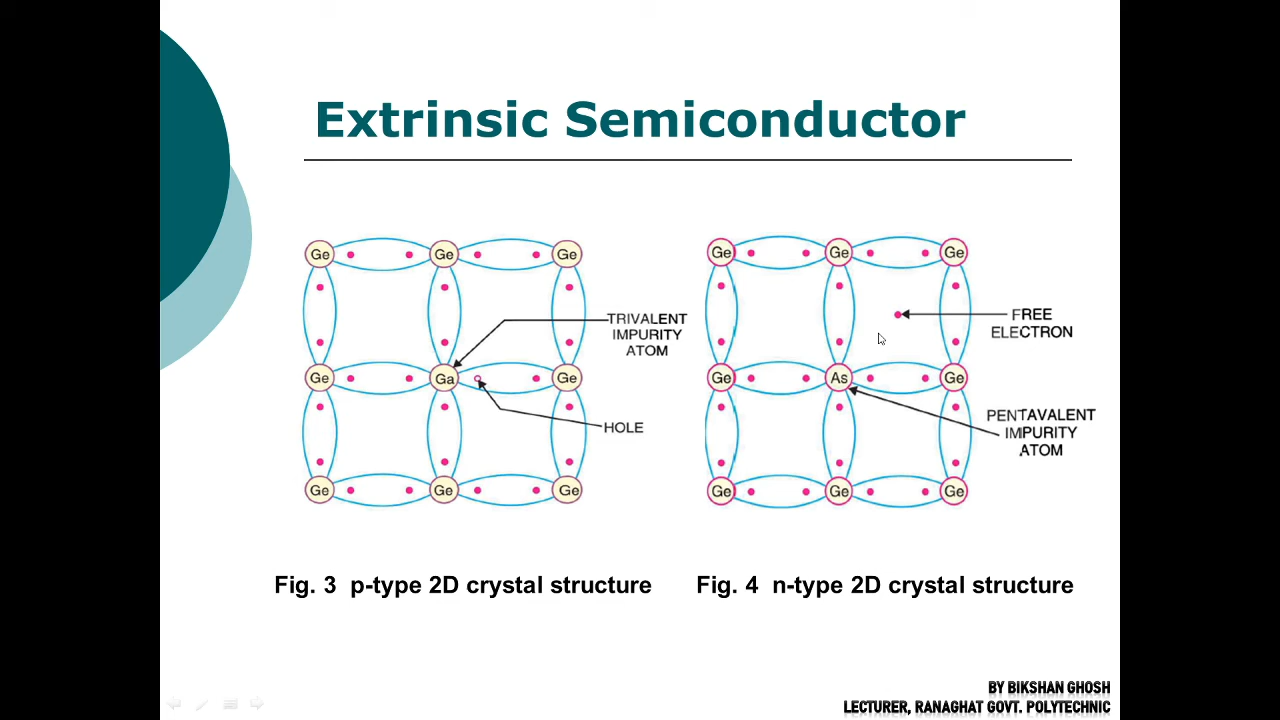 Extrinsic Semiconductor
Ge Ge Ge
TRIVALENT
IMPURITY
ATOM
Ge Ga Ge
HOLE
Ge Ge Ge
Ge Ge Ge
FREE
ELECTRON
Ge As Ge
PENTAVALENT
IMPURITY
ATOM
Ge Ge Ge
Fig. 3 p-type 2D crystal structure
Fig. 4 n-type 2D crystal structure
BY BIKSHAN GHOSH
LECTURER, RANAGHAT GOVT. POLYTECHNIC